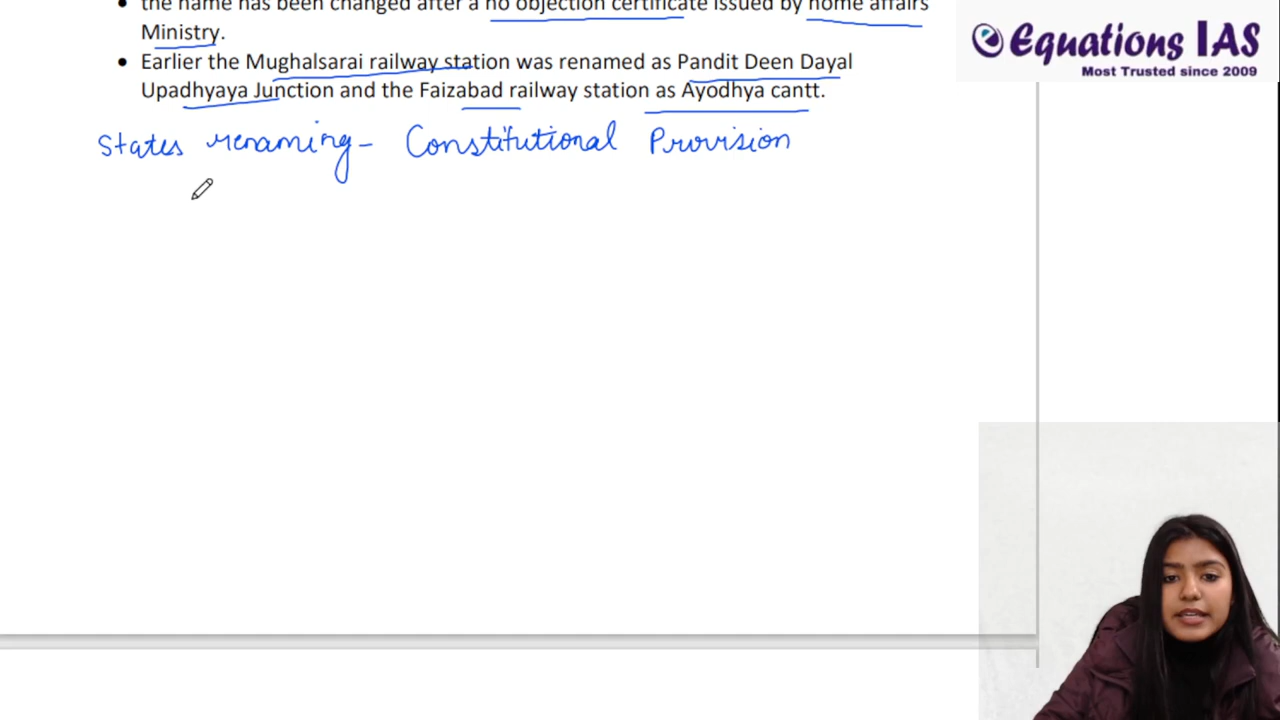 the name has been changed after a no objection certificate issued by home affairs
Ministry.
• Earlier the Mughalsarai railway station was renamed as Pandit Deen Dayal
Upadhyaya Junction and the Faizabad railway station as Ayodhya cantt.
States renaming - Constitutional Provision
Equations IAS
Most Trusted since 2009